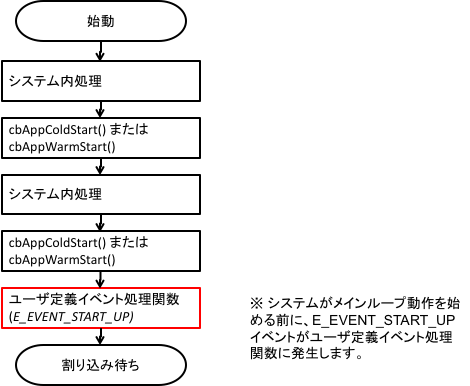 始動
システム内処理
cbAppColdStart() または
cbAppWarmStart()
システム内処理
cbAppColdStart() または
cbAppWarmStart()
ユーザ定義イベント処理関数
(E_EVENT_START_UP)
割り込み待ち
※ システムがメインループ動作を始
める前に、E_EVENT_START_UP
イベントがユーザ定義イベント処理
関数に発生します。